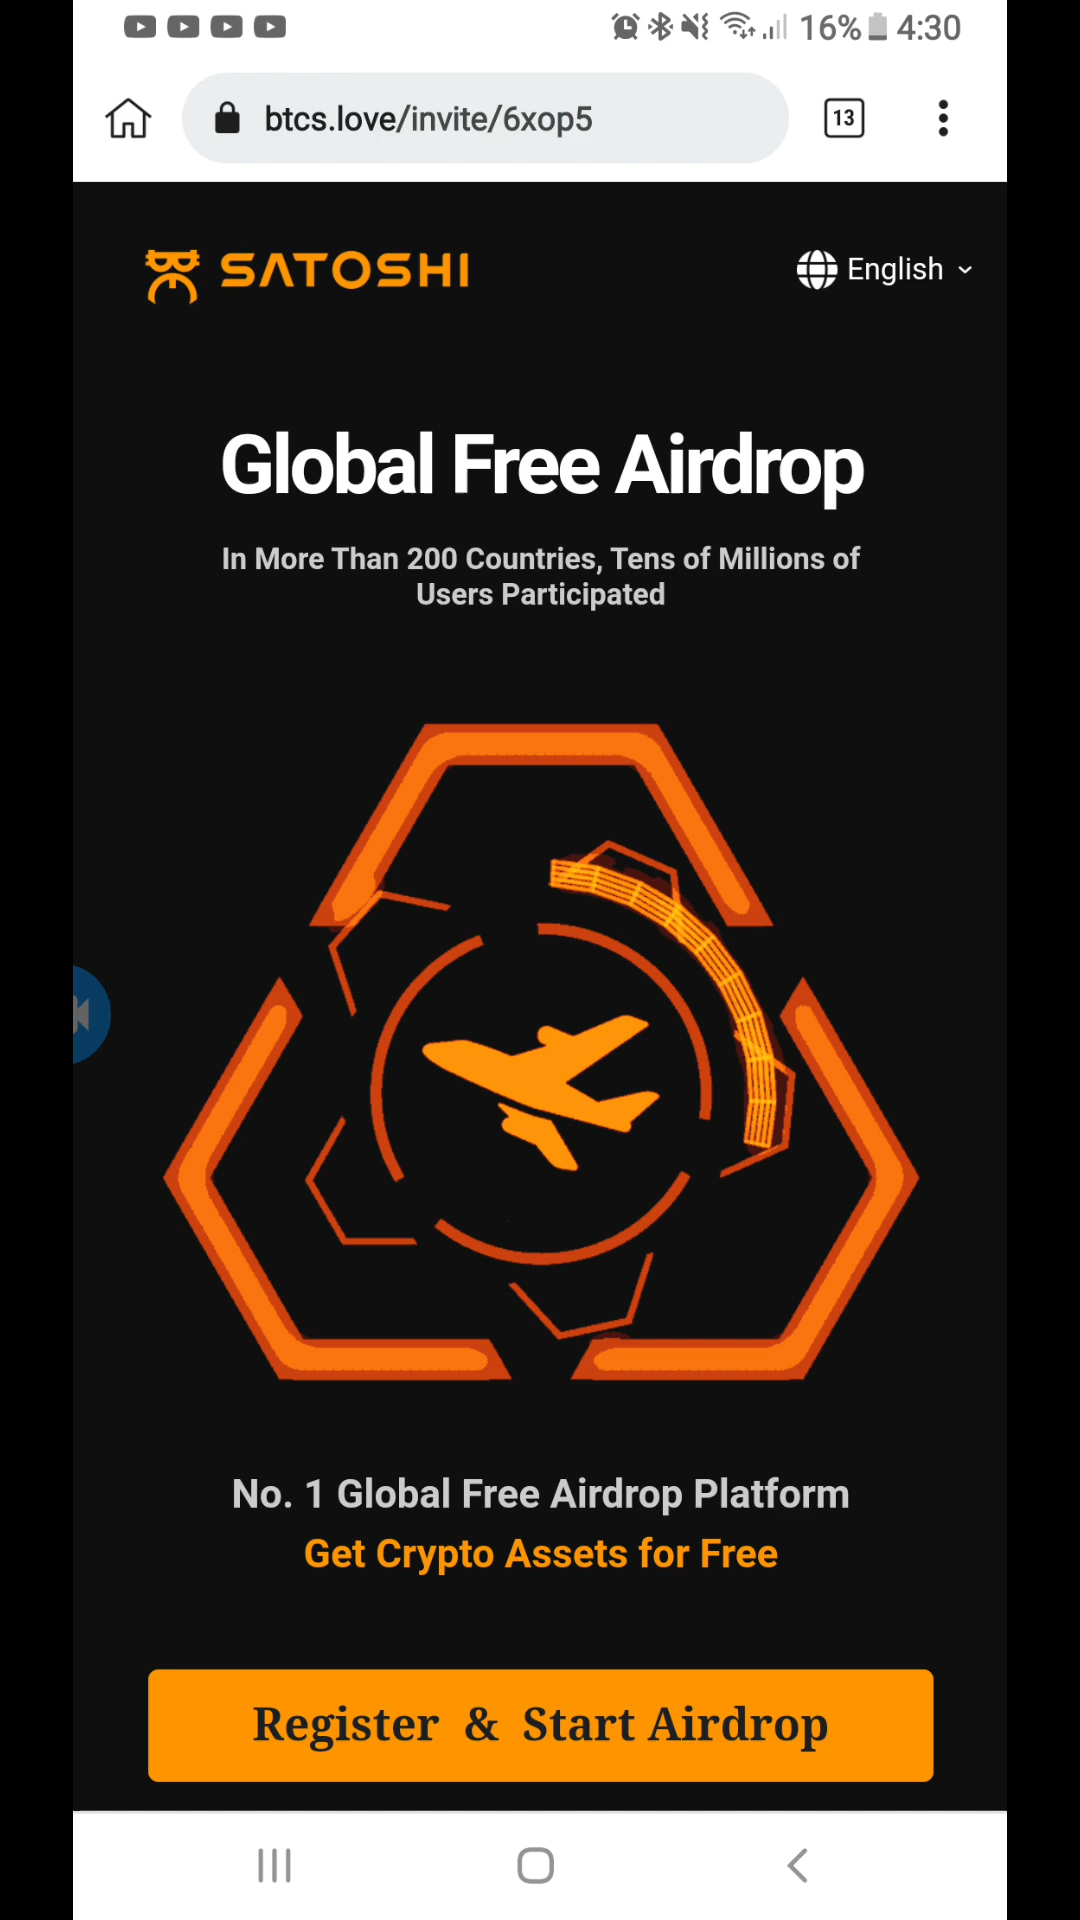 16% 4:30
btcs.love/invite/6xop5
13
SATOSHI
English
Global Free Airdrop
In More Than 200 Countries, Tens of Millions of
Users Participated
No. 1 Global Free Airdrop Platform
Get Crypto Assets for Free
Register & Start Airdrop